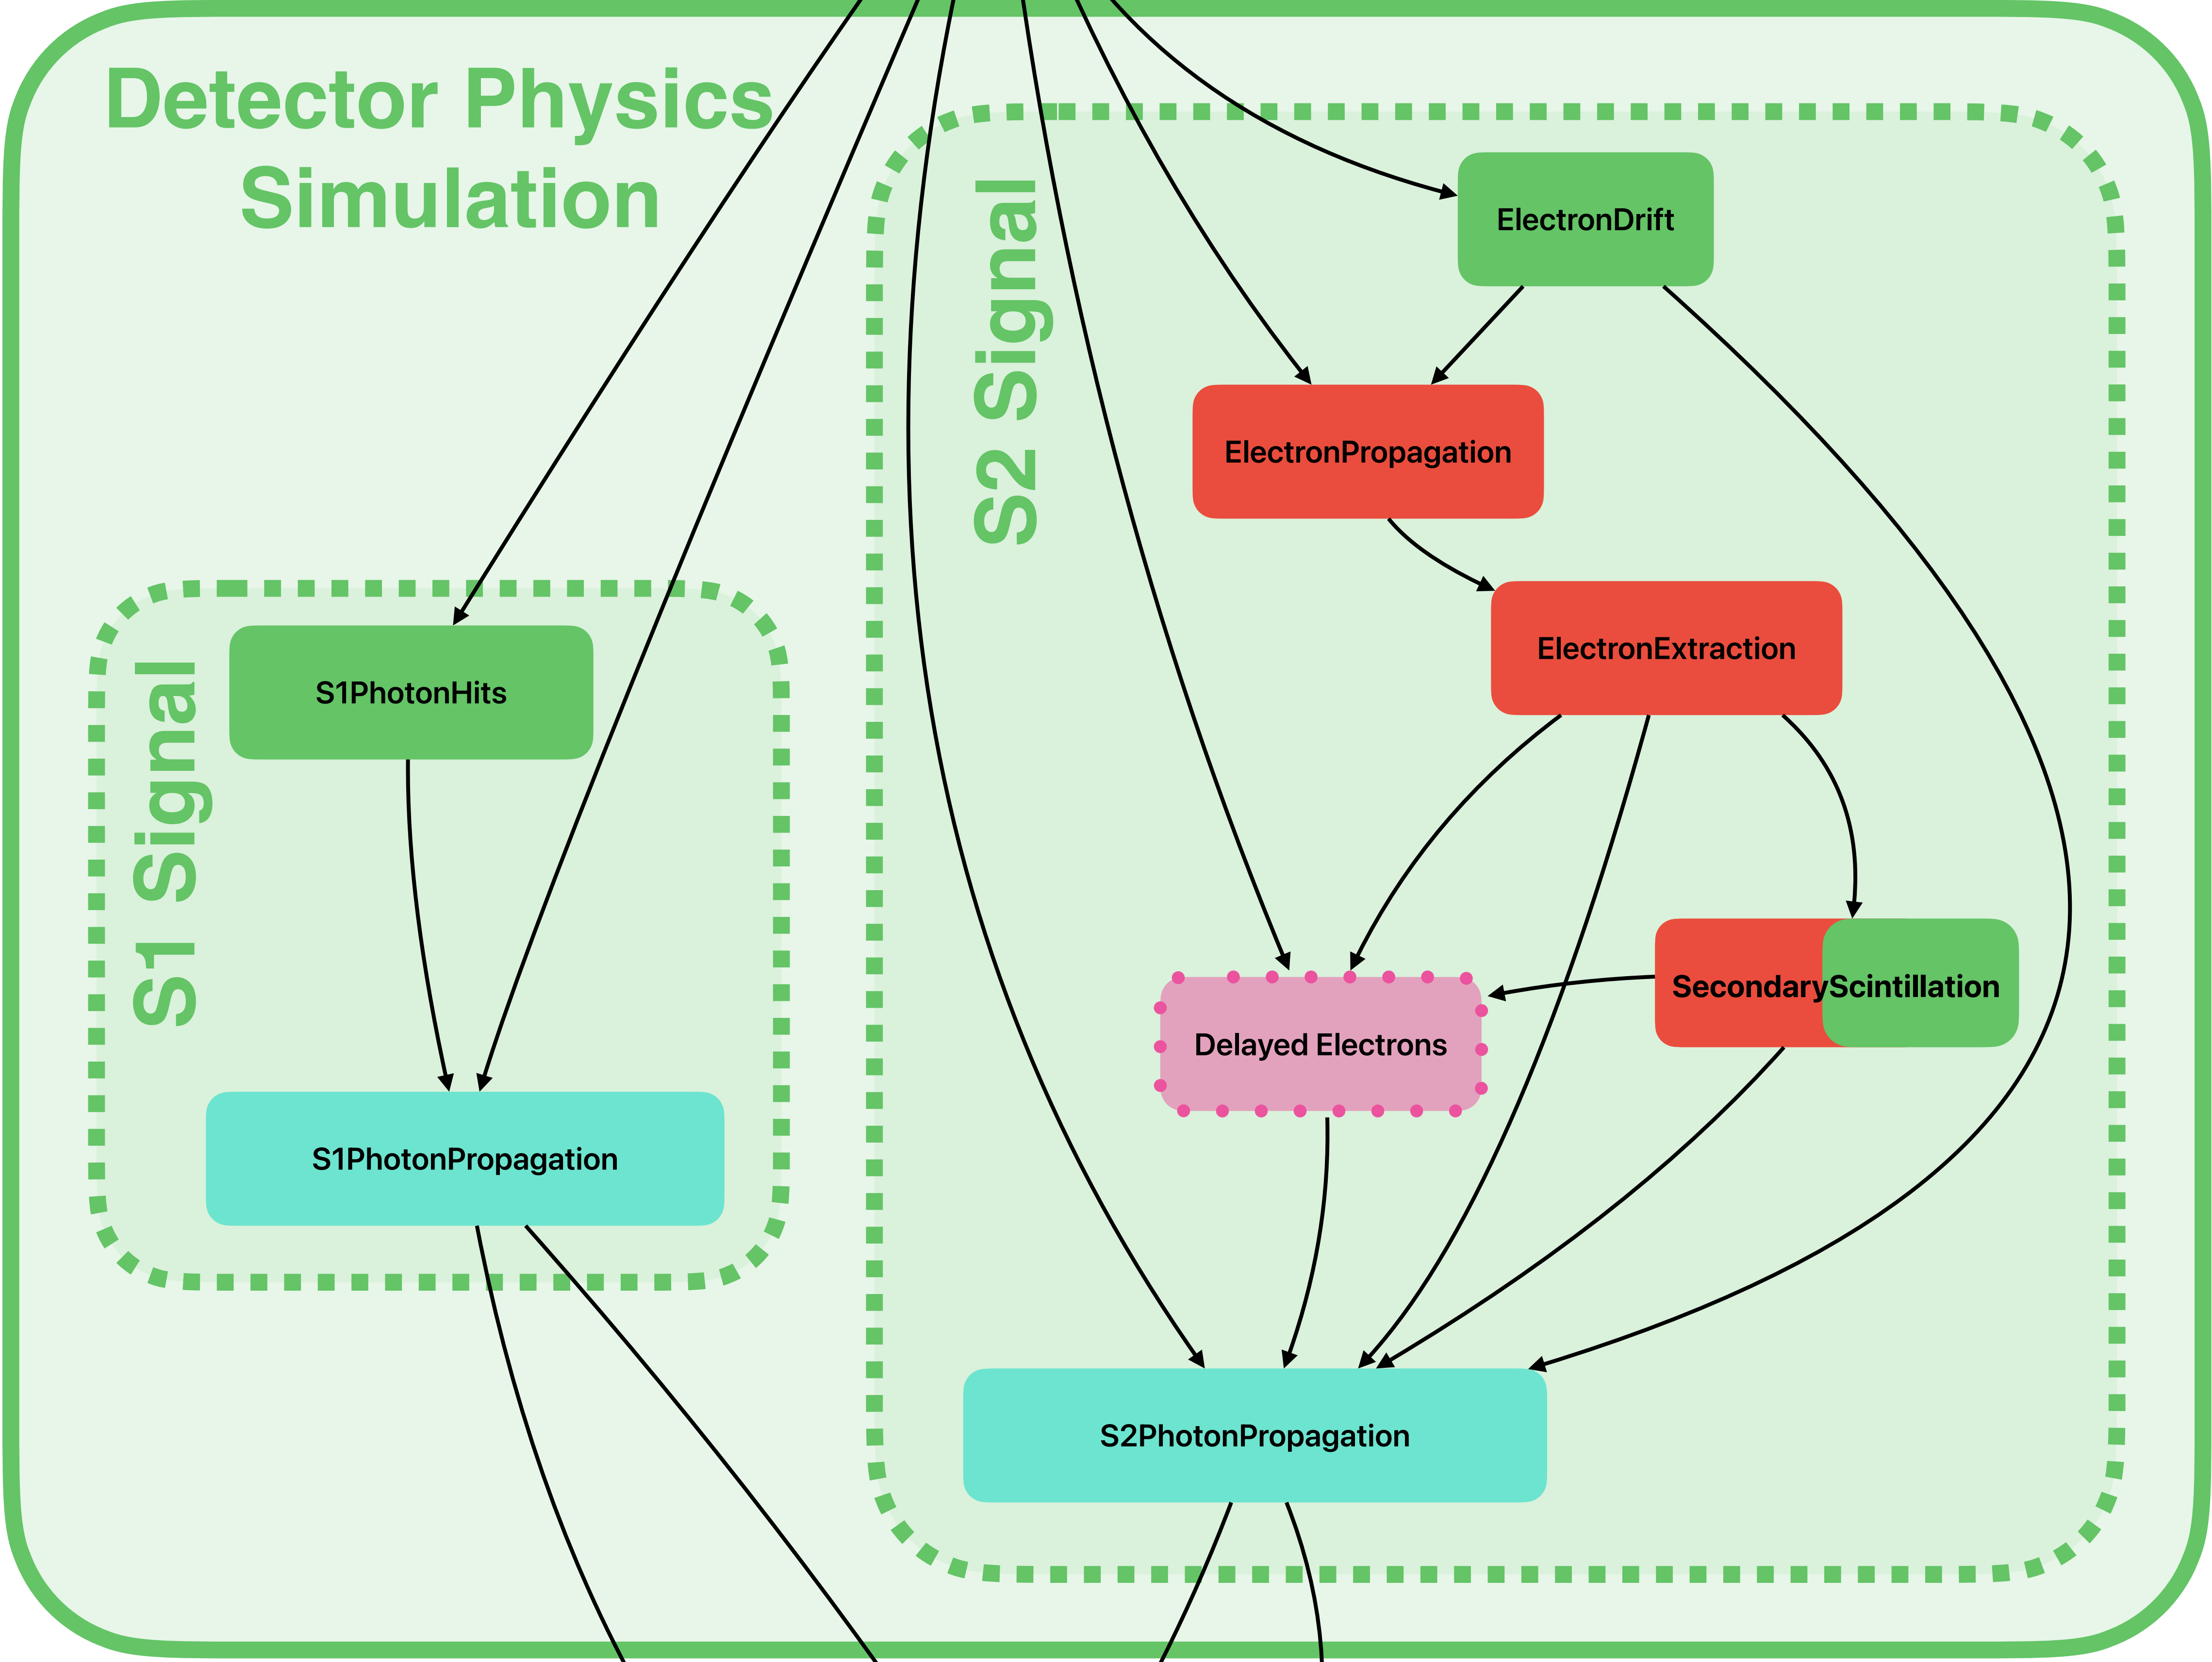 Detector Physics
Simulation
S2 Signal
ElectronDrift
ElectronPropagation
ElectronExtraction
S1 Signal
S1PhotonHits
SecondaryScintillation
Delayed Electrons
S1PhotonPropagation
S2PhotonPropagation